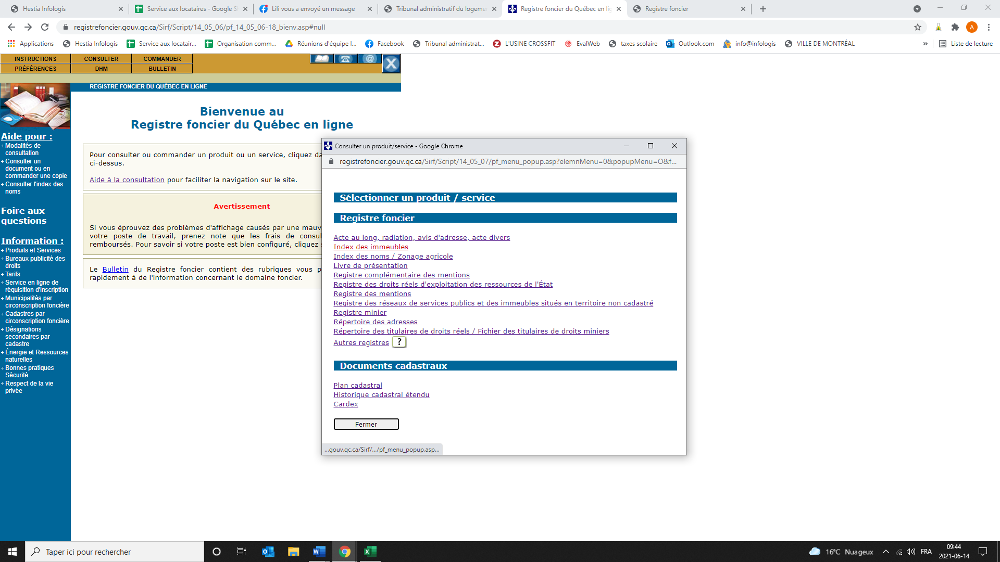 Hestia Infologis
Service aux locataires - Google S
Lili vous a envoyé un message
Tribunal administratif du logeme
Registre foncier du Québec en lig
Registre foncier
registrefoncier.gouv.qc.ca/Sirf/Script/14_05_06/pf_14_05_06-18_bienv.asp#null
A
Applications
Hestia Infologis
Service aux locatair...
Organisation comm...
Réunions d'équipe I...
Facebook
Tribunal administrat...
L'USINE CROSSFIT
EvalWeb
taxes scolaire
Outlook.com
info@infologis
VILLE DE MONTRÉAL
»
Liste de lecture
INSTRUCTIONS CONSULTER COMMANDER
PRÉFÉRENCES DHM BULLETIN
REGISTRE FONCIER DU QUÉBEC EN LIGNE
Bienvenue au
Registre foncier du Québec en ligne
Aide pour :
Modalités de
consultation
Consulter un
document ou en
commander une copie
Consulter l'index des
noms
Foire aux
questions
Information :
Produits et Services
Bureaux publicité des
droits
Tarifs
Service en ligne de
réquisition d'inscription
Municipalités par
circonscription foncière
Cadastres par
circonscription foncière
Désignations
secondaires par
cadastre
Énergie et Ressources
naturelles
Bonnes pratiques
Sécurité
Respect de la vie
privée
Pour consulter ou commander un produit ou un service, cliquez da
ci-dessus.
Aide à la consultation pour faciliter la navigation sur le site.
Avertissement
Si vous éprouvez des problèmes d'affichage causés par une mauv
votre poste de travail, prenez note que les frais de consul
remboursés. Pour savoir si votre poste est bien configuré, cliquez
Le Bulletin du Registre foncier contient des rubriques vous p
rapidement à de l'information concernant le domaine foncier.
Consulter un produit/service - Google Chrome
registrefoncier.gouv.qc.ca/Sirf/Script/14_05_07/pf_menu_popup.asp?elemnMenu=0&popupMenu=O&f...
Sélectionner un produit / service
Registre foncier
Acte au long, radiation, avis d'adresse, acte divers
Index des immeubles
Index des noms / Zonage agricole
Livre de présentation
Registre complémentaire des mentions
Registre des droits réels d'exploitation des ressources de l'État
Registre des mentions
Registre des réseaux de services publics et des immeubles situés en territoire non cadastré
Registre minier
Répertoire des adresses
Répertoire des titulaires de droits réels / Fichier des titulaires de droits miniers
Autres registres ?
Documents cadastraux
Plan cadastral
Historique cadastral étendu
Cardex
Fermer
...gouv.qc.ca/Sirf/.../pf_menu_popup.asp...
Taper ici pour rechercher
16°C Nuageux
FRA
09:44
2021-06-14